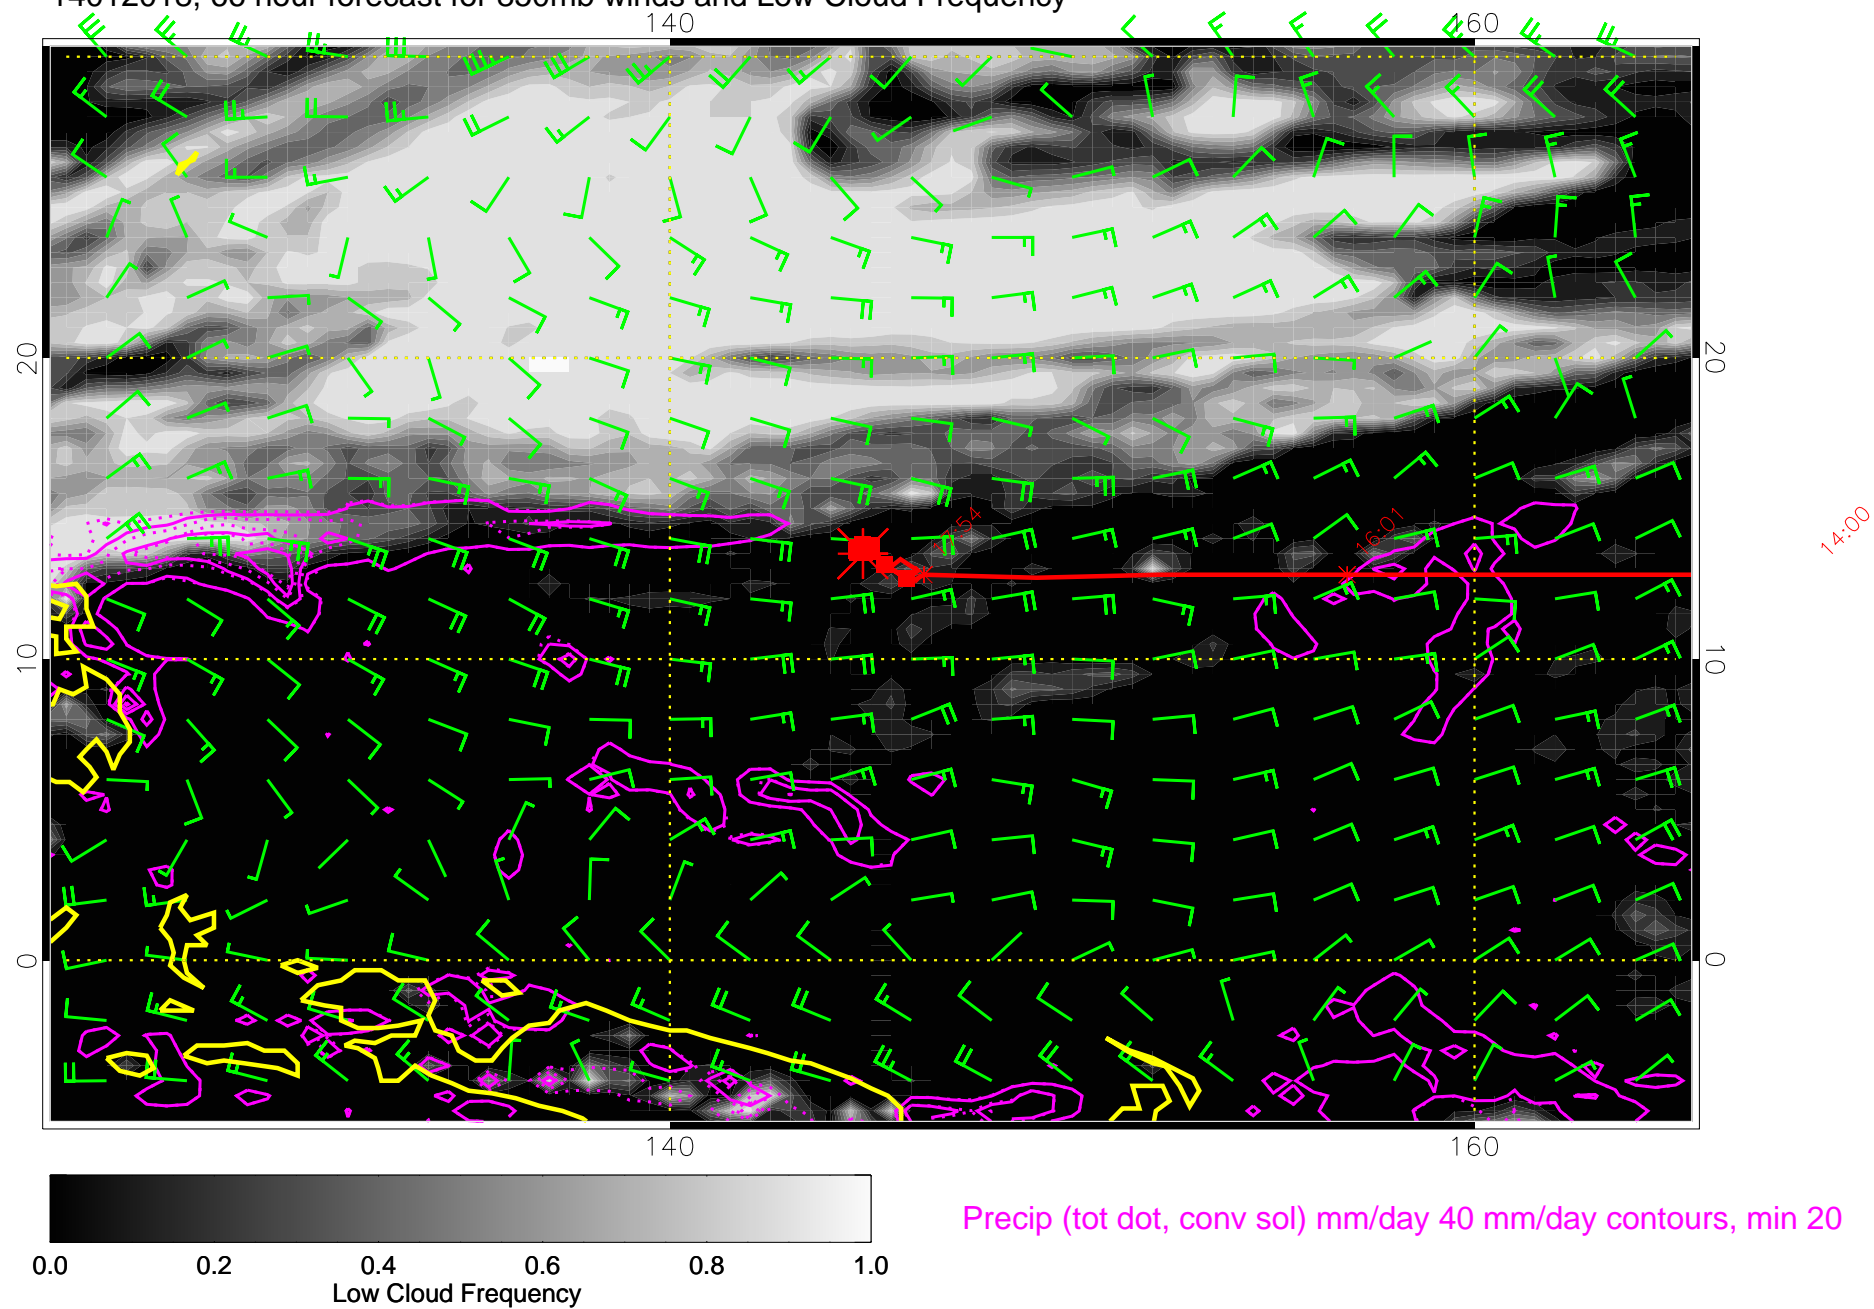 140 160
20 20
10 10
0 0
16:01
14:00
140 160
0.0 0.2 0.4 0.6 0.8 1.0
Low Cloud Frequency
Precip (tot dot, conv sol) mm/day 40 mm/day contours, min 20